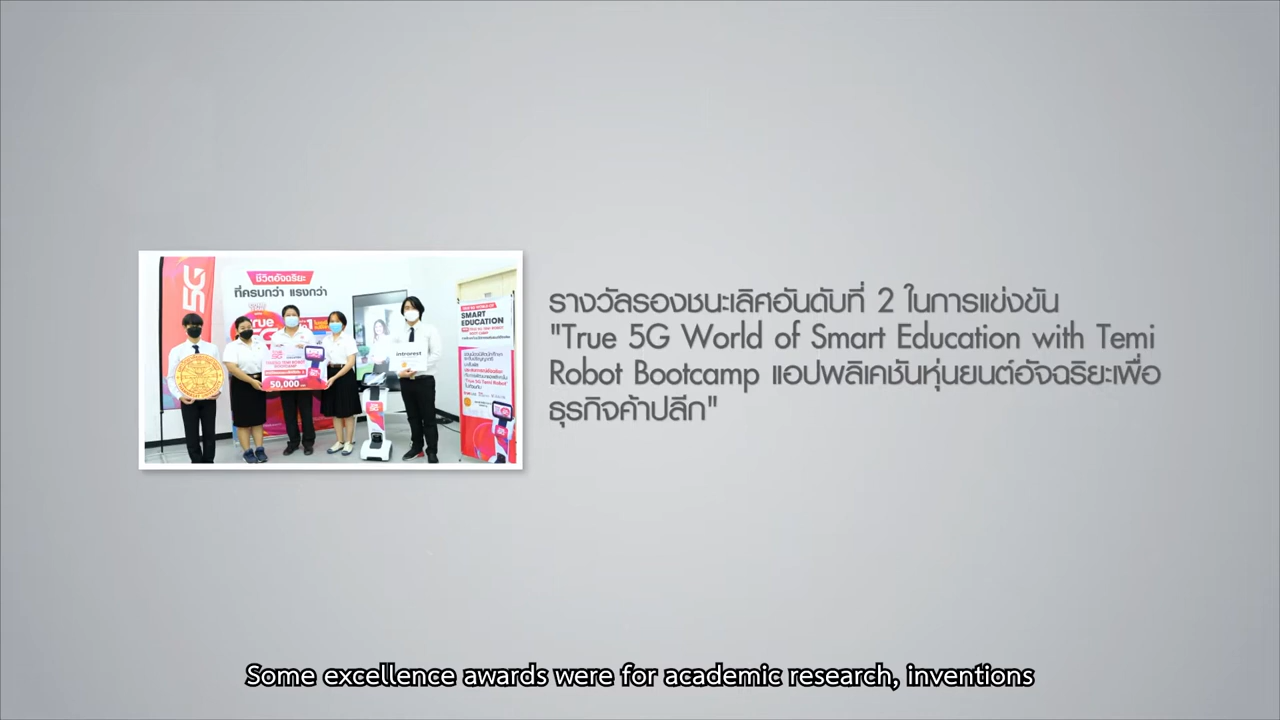 5G
ชีวิตอัจฉริยะ
ที่ครบกว่า แรงกว่า
true
50,000
introrest
SMART
EDUCATION
รางวัลรองชนะเลิศอันดับที่ 2 ในการแข่งขัน
"True 5G World of Smart Education with Temi
Robot Bootcamp แอปพลิเคชันหุ่นยนต์อัจฉริยะเพื่อ
ธุรกิจค้าปลีก"
Some excellence awards were for academic research, inventions